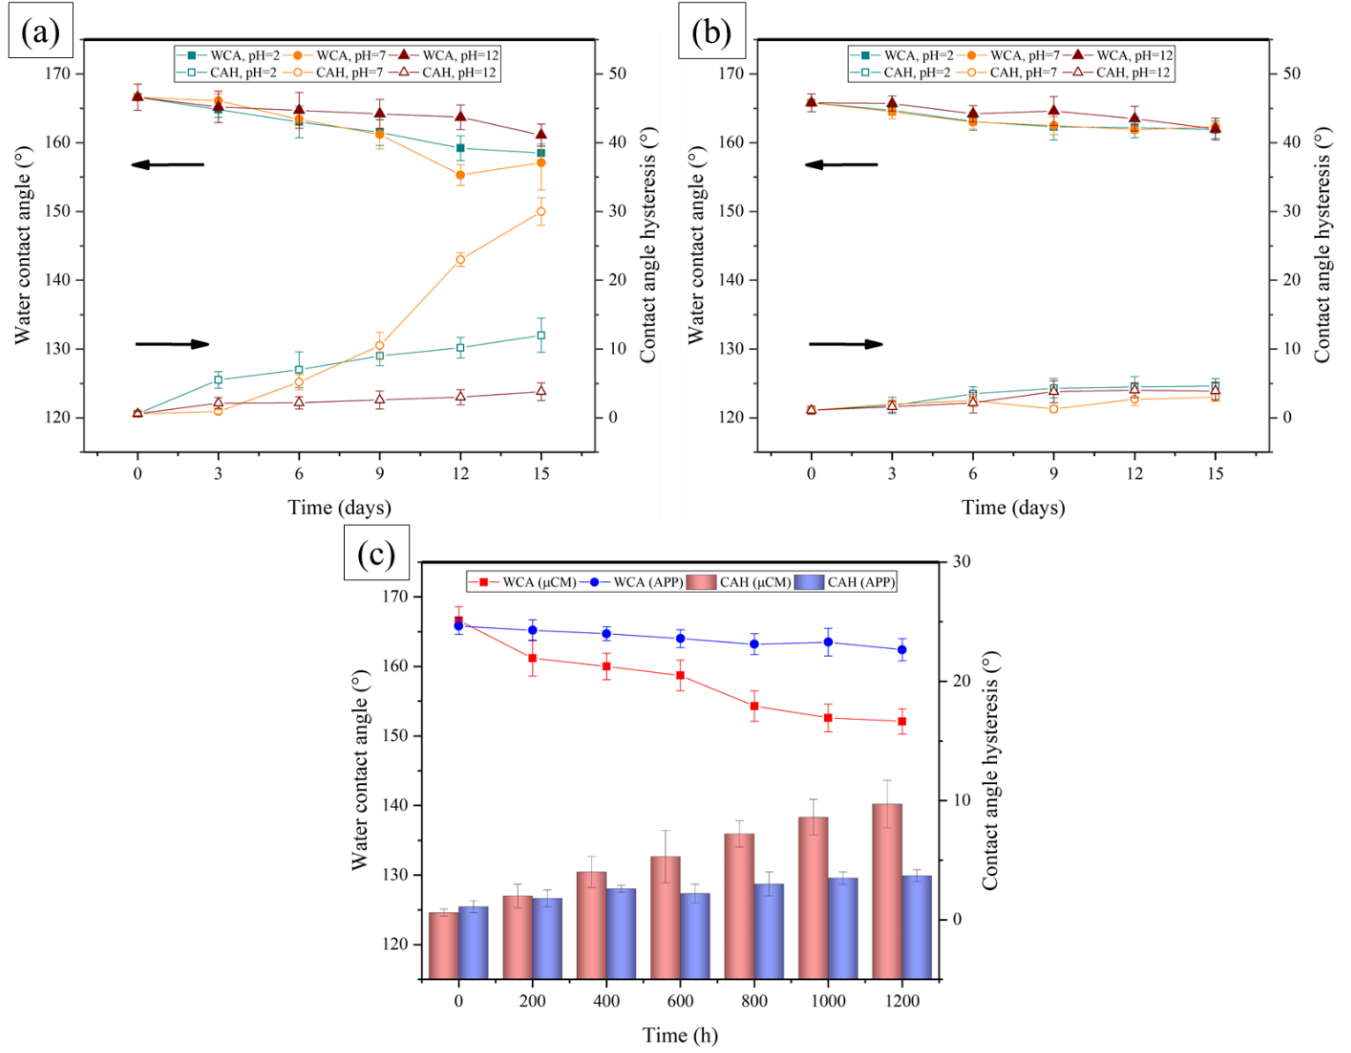 (a)
WCA, pH=2 WCA, pH=7 WCA, pH=12
CAH, pH=2 CAH, pH=7 CAH, pH=12
170
160
150
140
130
120
50
40
30
20
10
0
Water contact angle (°)
Contact angle hysteresis (°)
0 3 6 9 12 15
Time (days)
(b)
WCA, pH=2 WCA, pH=7 WCA, pH=12
CAH, pH=2 CAH, pH=7 CAH, pH=12
170
160
150
140
130
120
50
40
30
20
10
0
Water contact angle (°)
Contact angle hysteresis (°)
0 3 6 9 12 15
Time (days)
(c)
WCA (μCM) WCA (APP) CAH (μCM) CAH (APP)
170
160
150
140
130
120
30
20
10
0
Water contact angle (°)
Contact angle hysteresis (°)
0 200 400 600 800 1000 1200
Time (h)